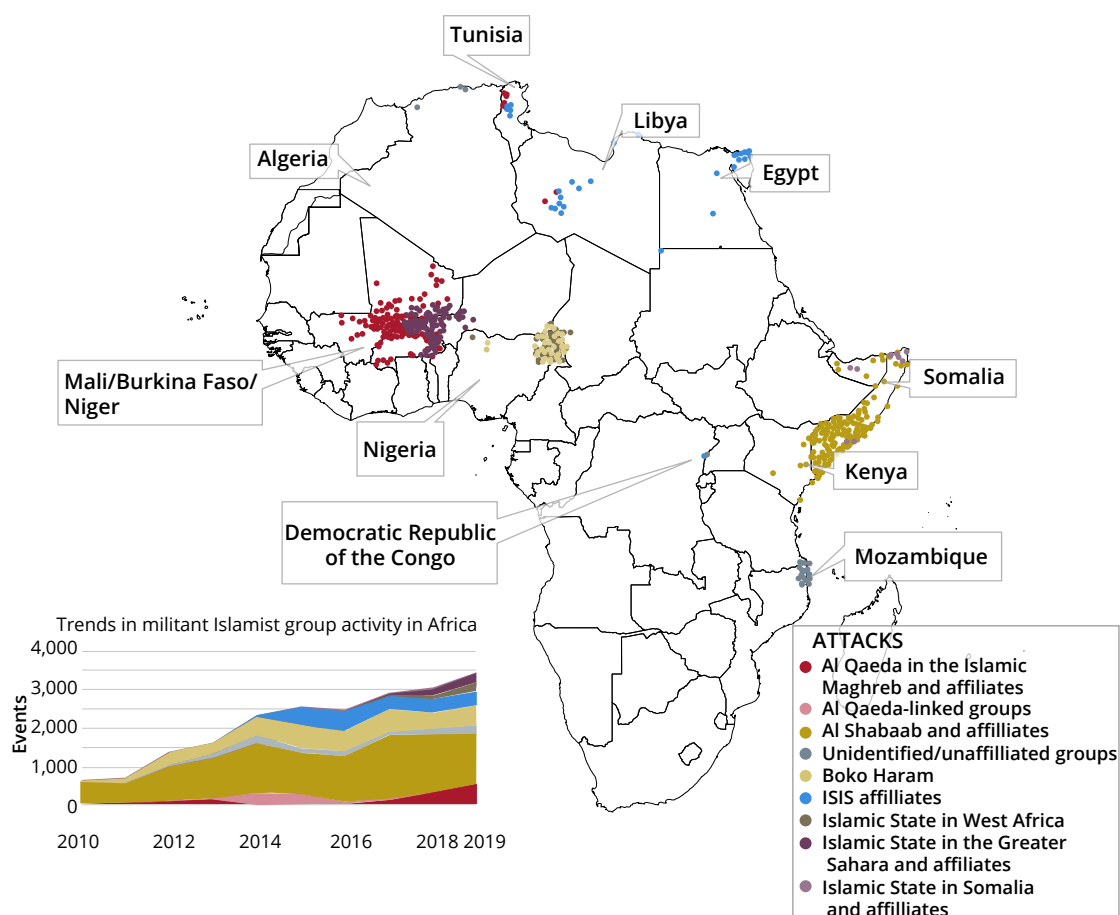 Tunisia
Libya
Algeria
Egypt
Mali/Burkina Faso/
Niger
Somalia
Nigeria
Kenya
Democratic Republic
of the Congo
Mozambique
Trends in militant Islamist group activity in Africa
4,000
3,000
2,000
1,000
0
Events
2010
2012
2014
2016
2018
2019
ATTACKS
Al Qaeda in the Islamic
Maghreb and affiliates
Al Qaeda-linked groups
Al Shabaab and affilliates
Unidentified/unaffilliated groups
Boko Haram
ISIS affilliates
Islamic State in West Africa
Islamic State in the Greater
Sahara and affiliates
Islamic State in Somalia
and affilliates